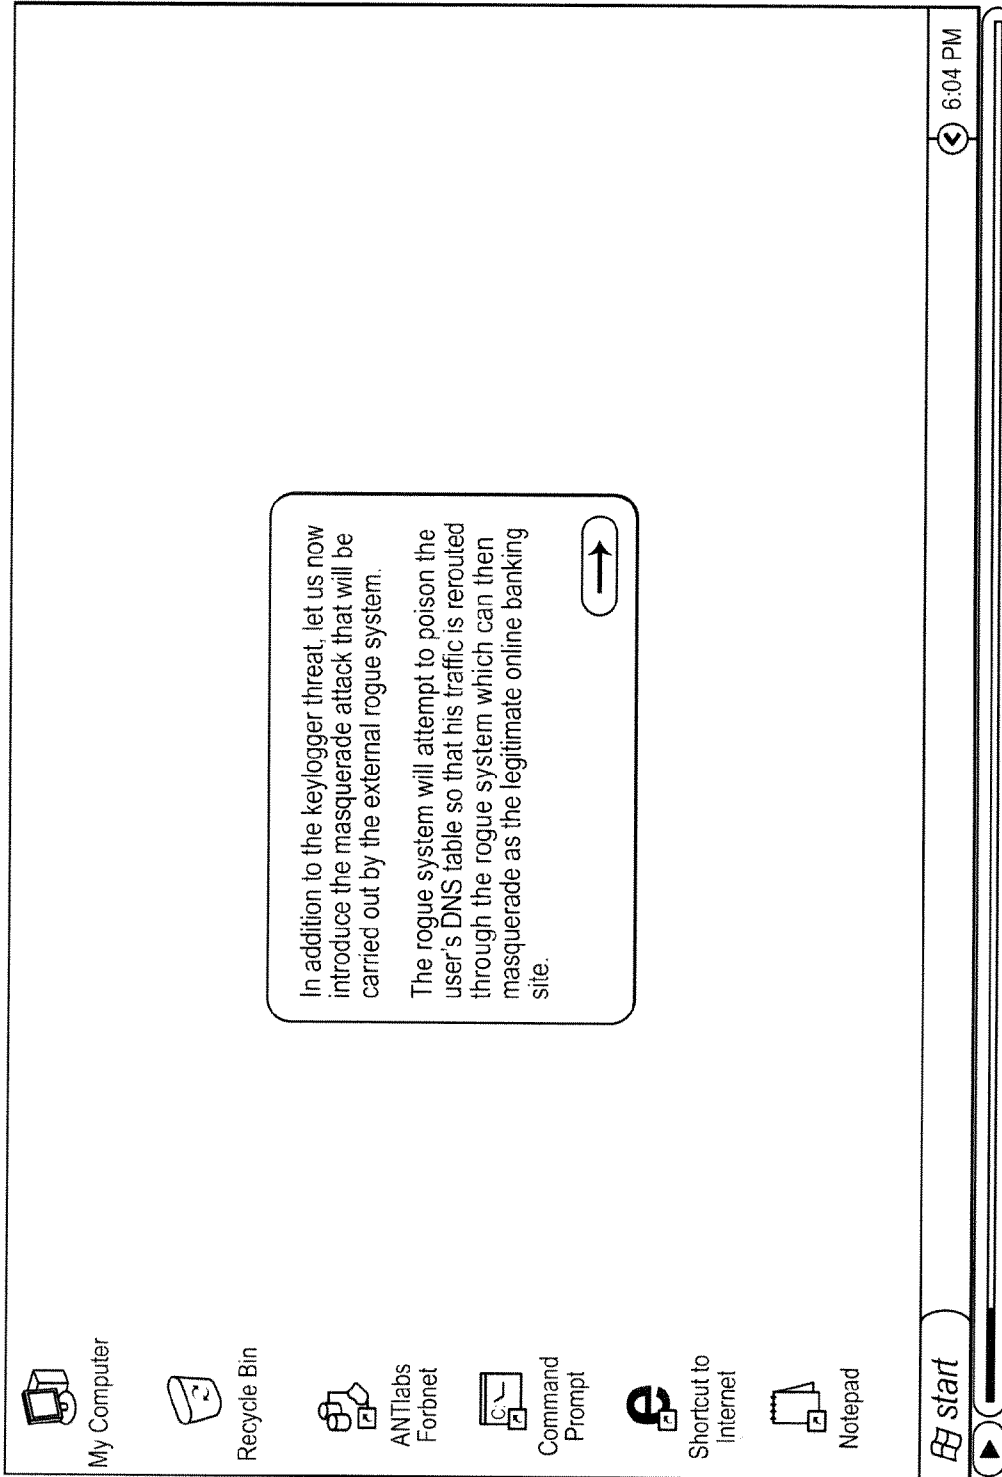 My Computer
Recycle Bin
ANTlabs
Forbnet
C:\
Command
Prompt
e
Shortcut to
Internet
Notepad
In addition to the keylogger threat, let us now
introduce the masquerade attack that will be
carried out by the external rogue system.
The rogue system will attempt to poison the
user's DNS table so that his traffic is rerouted
through the rogue system which can then
masquerade as the legitimate online banking
site.
start
6:04 PM